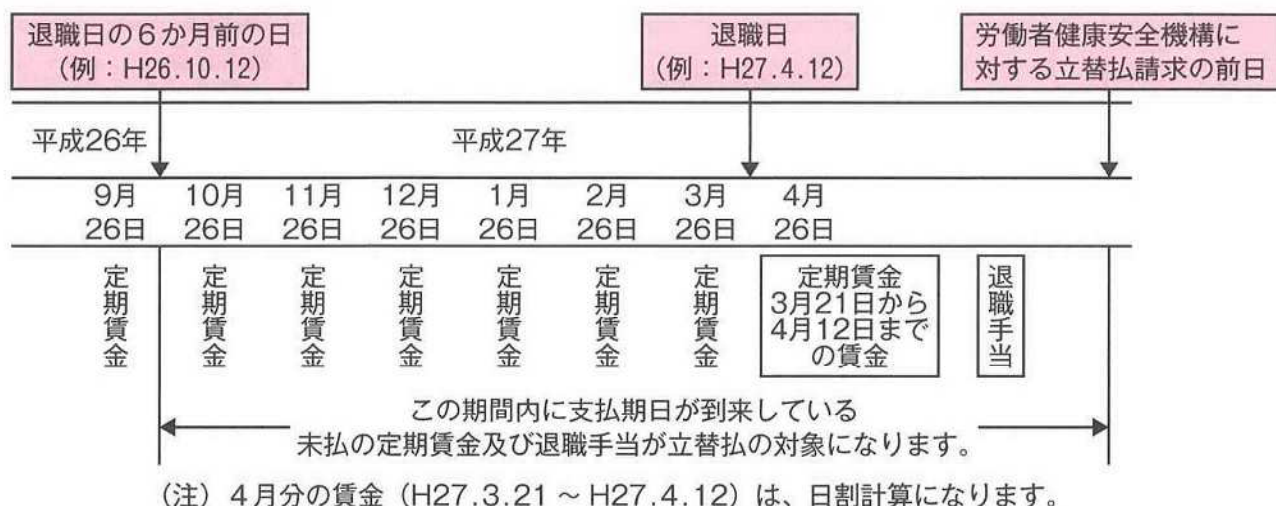 退職日の6か月前の日
(例：H26.10.12)
退職日
(例：H27.4.12)
労働者健康安全機構に
対する立替払請求の前日
平成26年
平成27年
9月
26日
10月
26日
11月
26日
12月
26日
1月
26日
2月
26日
3月
26日
4月
26日
定期賃金
定期賃金
定期賃金
定期賃金
定期賃金
定期賃金
定期賃金
定期賃金
3月21日から
4月12日まで
の賃金
退職手当
この期間内に支払期日が到来している
未払の定期賃金及び退職手当が立替払の対象になります。
(注) 4月分の賃金（H27.3.21 ～ H27.4.12）は、日割計算になります。